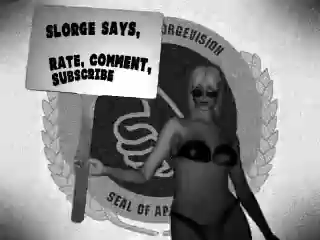 SLORGE SAYS,
RATE, COMMENT,
SUBSCRIBE
ORGEVISION
SEAL OF AP